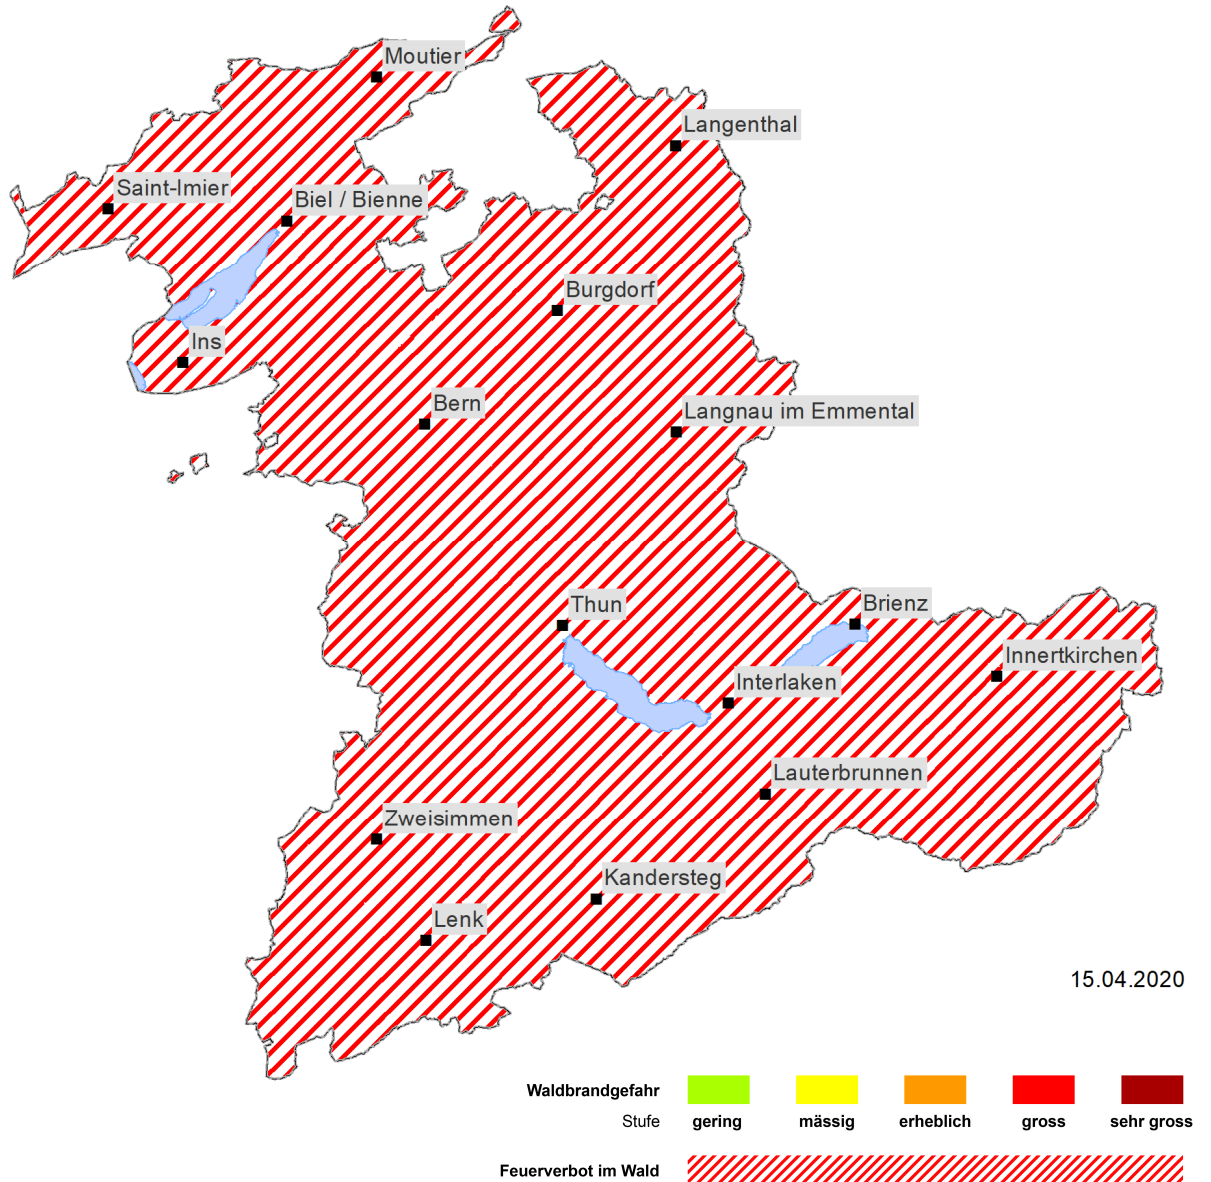 Moutier
Langenthal
Saint-Imier
Biel / Bienne
Burgdorf
Ins
Bern
Langnau im Emmental
Thun
Brienz
Innertkirchen
Interlaken
Lauterbrunnen
Zweisimmen
Kandersteg
Lenk
15.04.2020
Waldbrandgefahr
Stufe gering mässig erheblich gross sehr gross
Feuerverbot im Wald